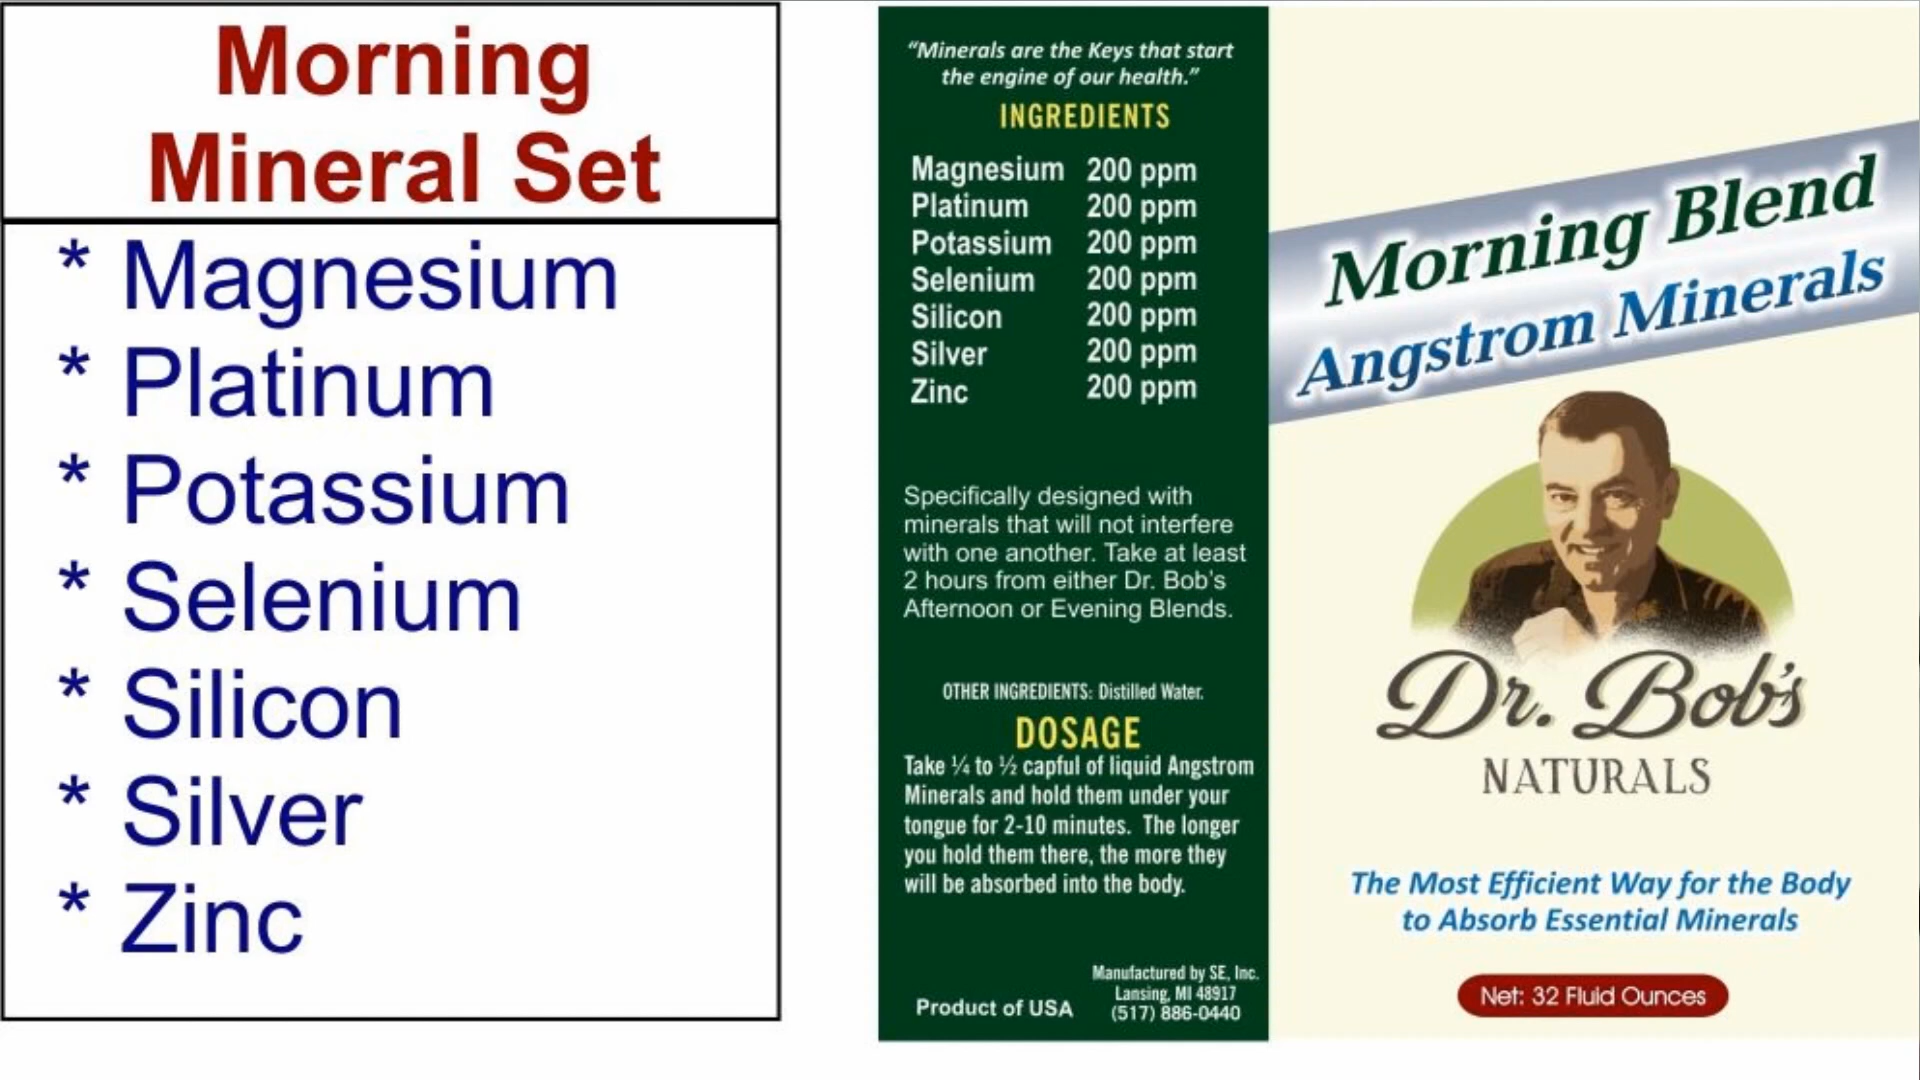 Morning
Mineral Set
* Magnesium
* Platinum
* Potassium
* Selenium
* Silicon
* Silver
* Zinc
“Minerals are the Keys that start
the engine of our health.”
INGREDIENTS
Magnesium 200 ppm
Platinum 200 ppm
Potassium 200 ppm
Selenium 200 ppm
Silicon 200 ppm
Silver 200 ppm
Zinc 200 ppm
Specifically designed with
minerals that will not interfere
with one another. Take at least
2 hours from either Dr. Bob's
Afternoon or Evening Blends.
OTHER INGREDIENTS: Distilled Water.
DOSAGE
Take ¼ to ½ capful of liquid Angstrom
Minerals and hold them under your
tongue for 2-10 minutes. The longer
you hold them there, the more they
will be absorbed into the body.
Manufactured by SE, Inc.
Lansing, MI 48917
(517) 886-0440
Product of USA
Morning Blend
Angstrom Minerals
Dr. Bob's
NATURALS
The Most Efficient Way for the Body
to Absorb Essential Minerals
Net: 32 Fluid Ounces